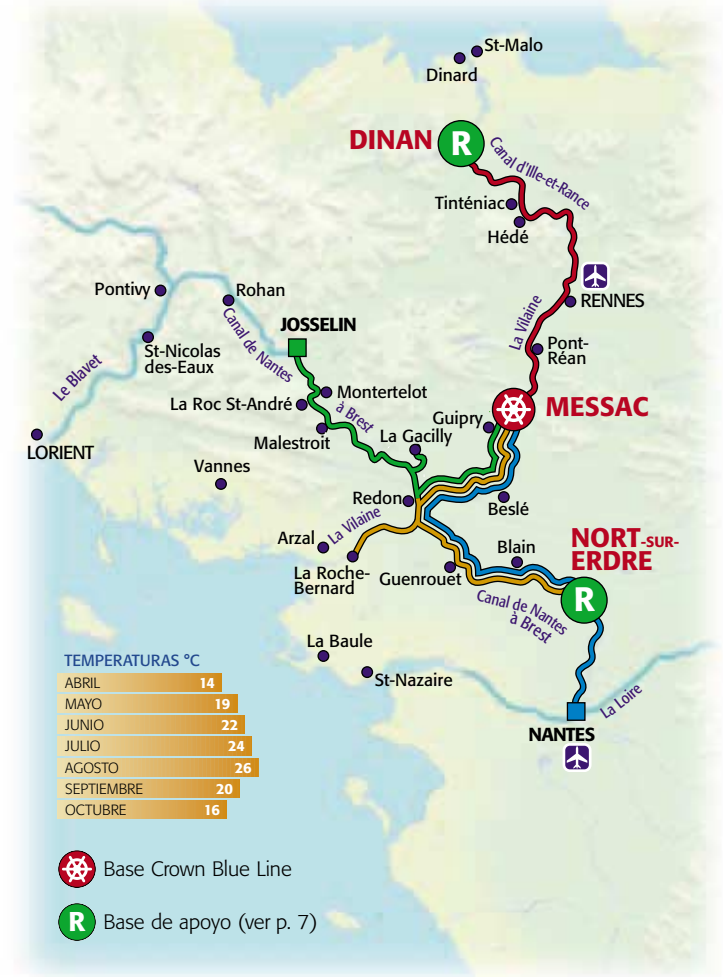 St-Malo
Dinard
DINAN
R
Canal d'Ille-et-Rance
Tinténiac
Hédé
Pontivy
Rohan
RENNES
JOSSELIN
La Vilaine
Canal de Nantes
St-Nicolas
des-Eaux
Pont-
Réan
Le Blavet
Montertelot
MESSAC
La Roc St-André
à Brest
Guipry
Malestroit
La Gacilly
LORIENT
Vannes
Redon
Beslé
La Vilaine
Arzal
NORT-SUR-
ERDRE
Blain
La Roche-
Bernard
Guenrouet
R
Canal de Nantes
à Brest
La Baule
St-Nazaire
La Loire
NANTES
TEMPERATURAS °C
ABRIL 14
MAYO 19
JUNIO 22
JULIO 24
AGOSTO 26
SEPTIEMBRE 20
OCTUBRE 16
Base Crown Blue Line
R Base de apoyo (ver p. 7)